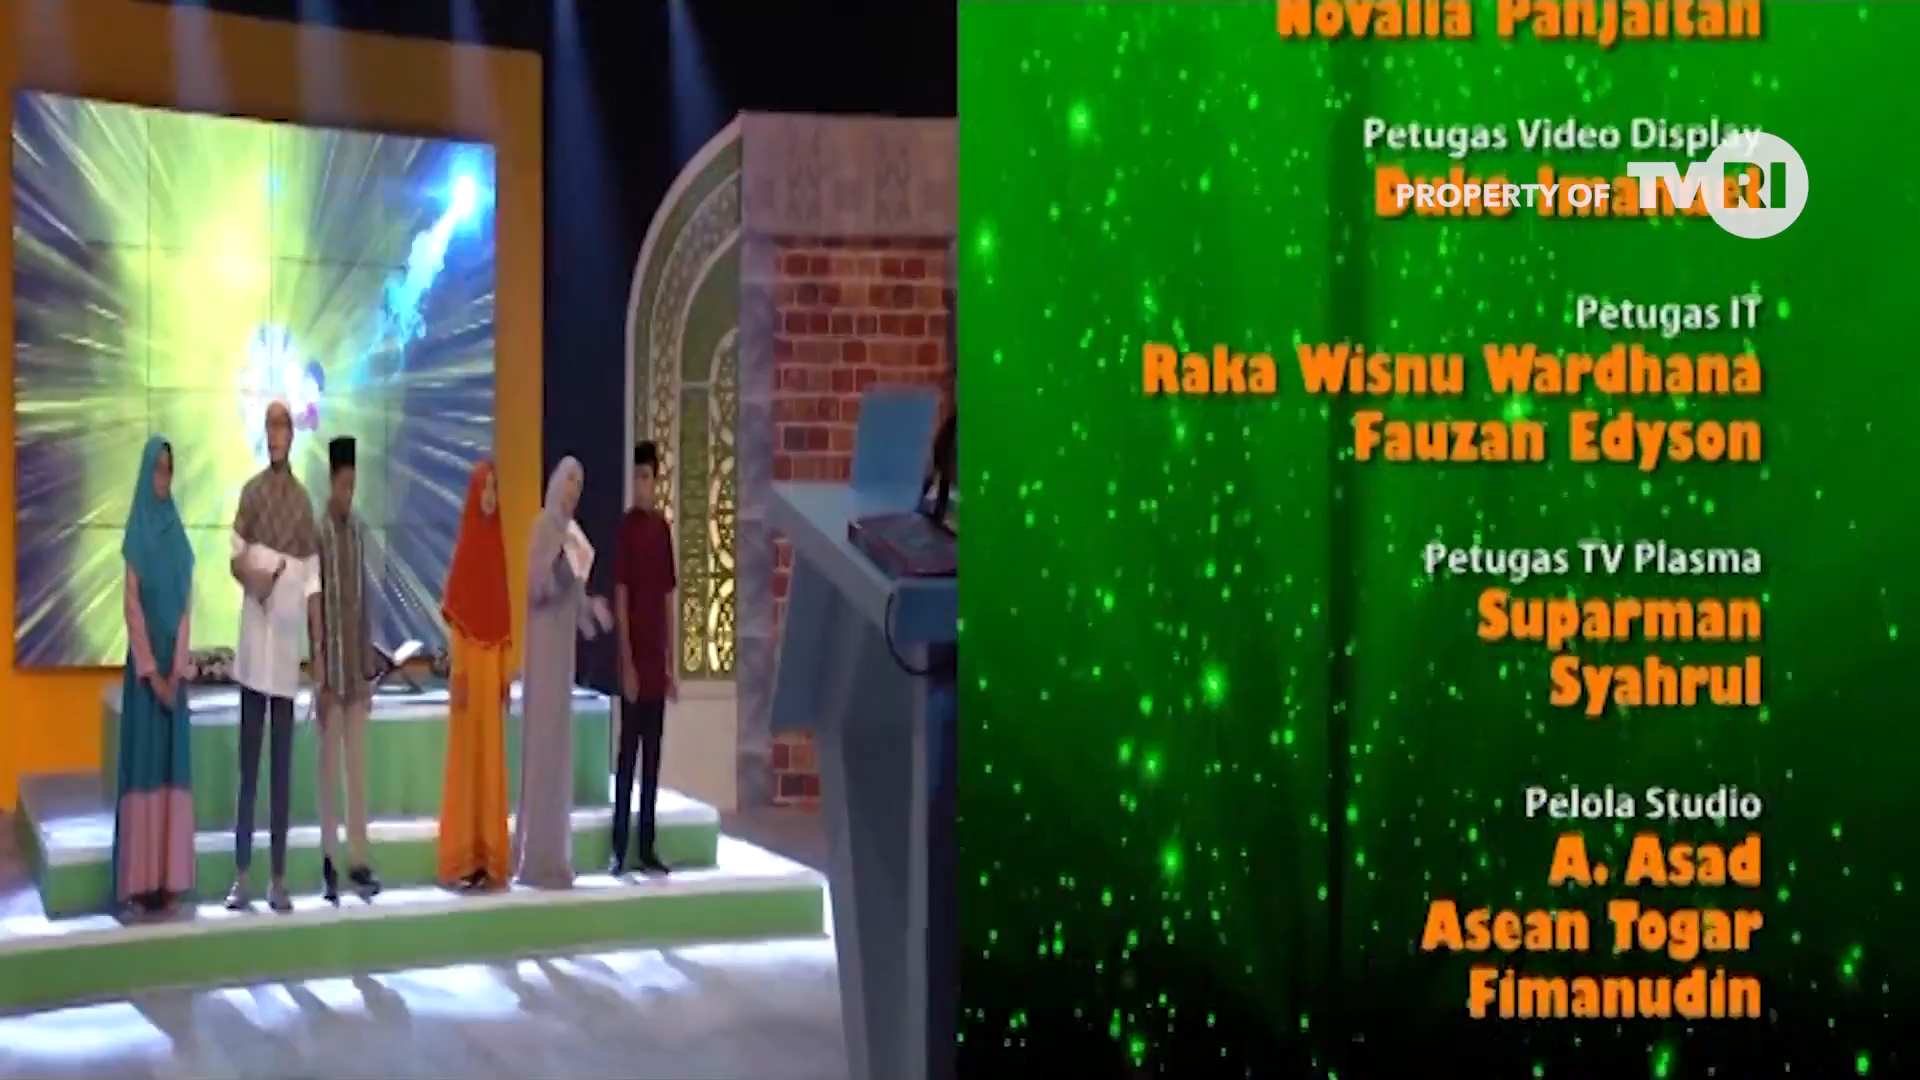 Novalia Panjaitan
Petugas Video Display
PROPERTY OF TVRI
Petugas IT
Raka Wisnu Wardhana
Fauzan Edyson
Petugas TV Plasma
Suparman
Syahrul
Pelola Studio
A. Asad
Asean Togar
Fimanudin